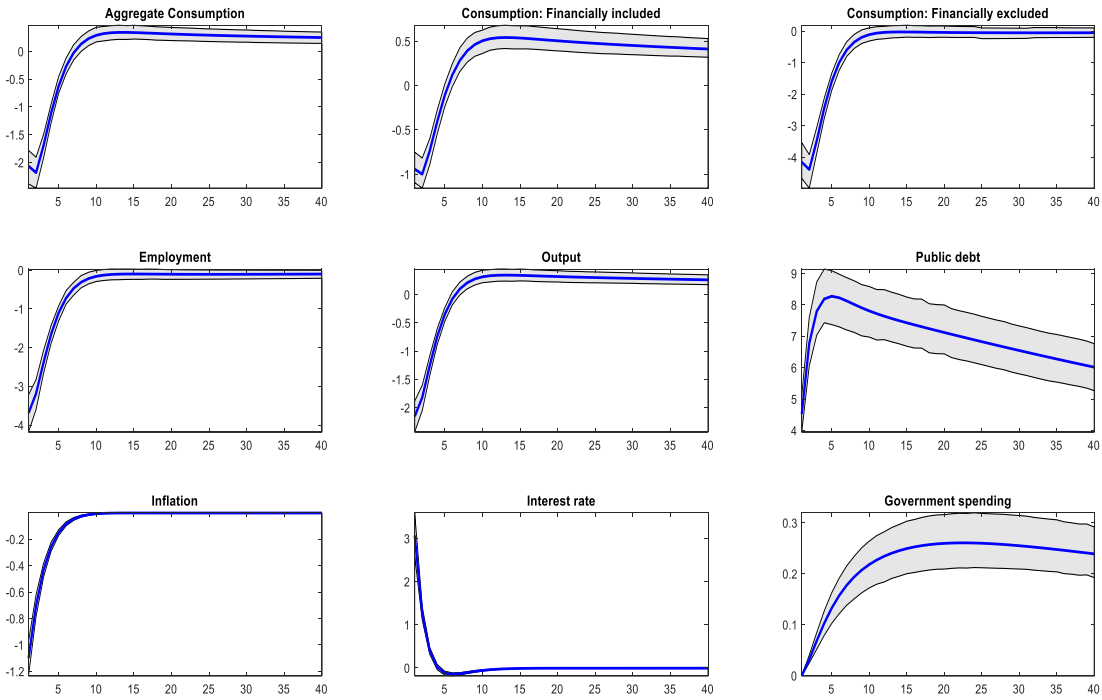 Aggregate Consumption
0
-0.5
-1
-1.5
-2
5 10 15 20 25 30 35 40
Consumption: Financially included
0.5
0
-0.5
-1
5 10 15 20 25 30 35 40
Consumption: Financially excluded
0
-1
-2
-3
-4
5 10 15 20 25 30 35 40
Employment
0
-1
-2
-3
-4
5 10 15 20 25 30 35 40
Output
0
-0.5
-1
-1.5
-2
5 10 15 20 25 30 35 40
Public debt
9
8
7
6
5
4
5 10 15 20 25 30 35 40
Inflation
-0.2
-0.4
-0.6
-0.8
-1
-1.2
5 10 15 20 25 30 35 40
Interest rate
3
2
1
0
5 10 15 20 25 30 35 40
Government spending
0.3
0.2
0.1
0
5 10 15 20 25 30 35 40